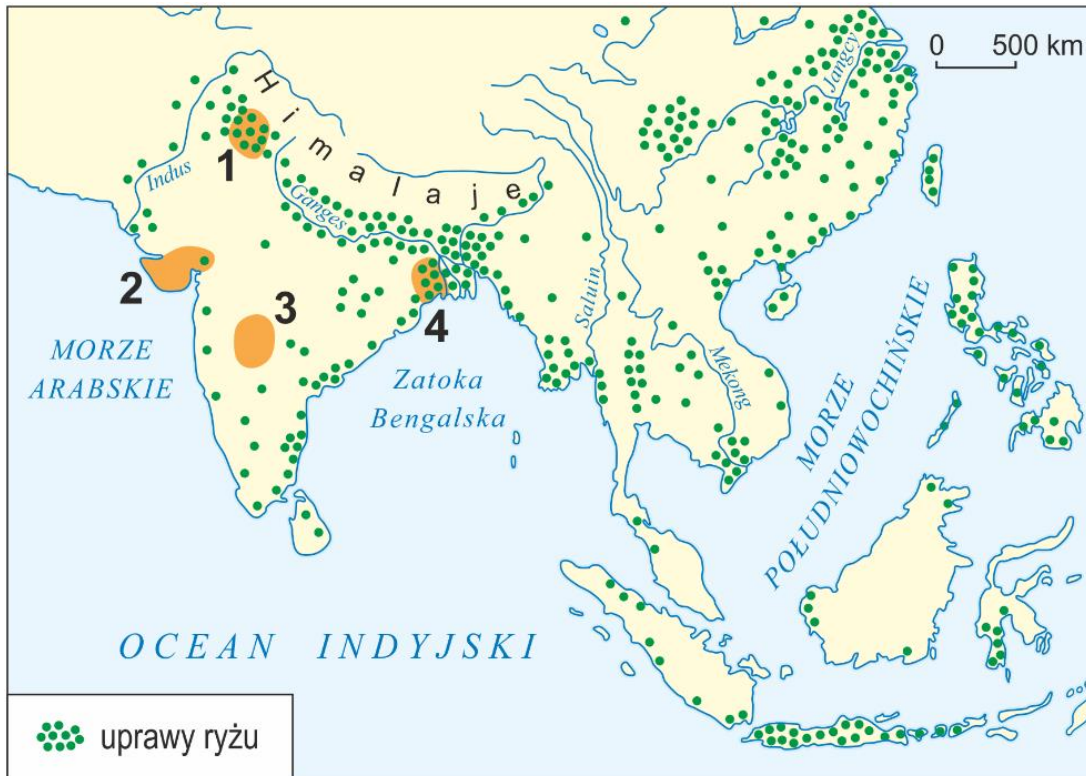 0 500 km
Himalaje
Jangcy
Indus
1
Ganges
2
3
4
Saluin
MORZE
ARABSKIE
Zatoka
Bengalska
Mekong
MORZE
POŁUDNIOWOCHIŃSKIE
OCEAN INDYJSKI
uprawy ryżu